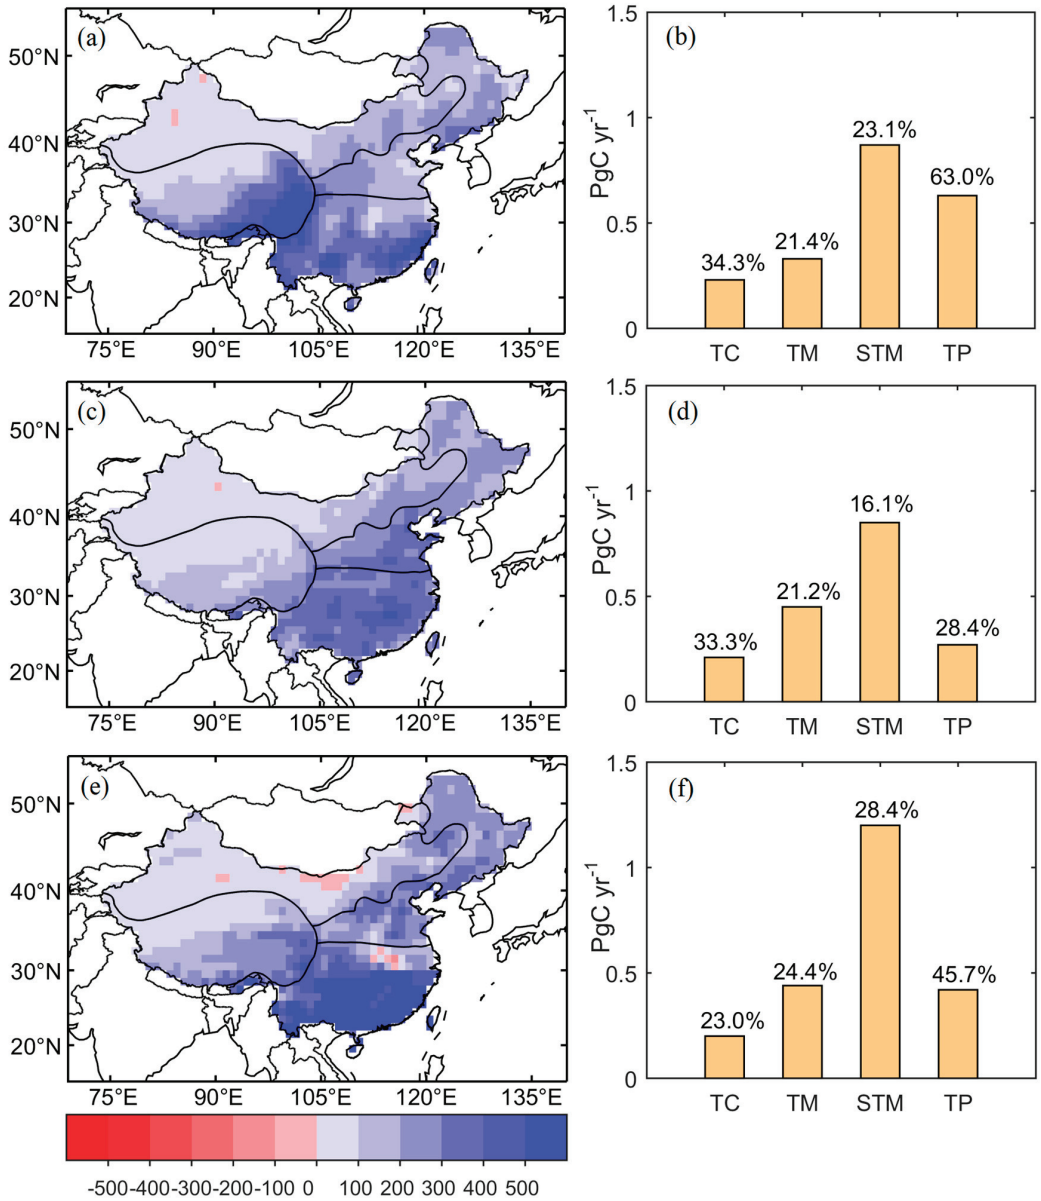 (a)
50°N
40°N
30°N
20°N
75°E 90°E 105°E 120°E 135°E
(b)
1.5
1
0.5
0
PgC yr-1
34.3%
21.4%
23.1%
63.0%
TC TM STM TP
(c)
50°N
40°N
30°N
20°N
75°E 90°E 105°E 120°E 135°E
(d)
1.5
1
0.5
0
PgC yr-1
33.3%
21.2%
16.1%
28.4%
TC TM STM TP
(e)
50°N
40°N
30°N
20°N
75°E 90°E 105°E 120°E 135°E
(f)
1.5
1
0.5
0
PgC yr-1
23.0%
24.4%
28.4%
45.7%
TC TM STM TP
-500 -400 -300 -200 -100 0 100 200 300 400 500